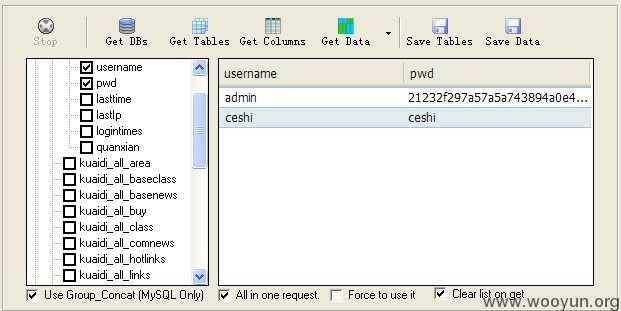 Stop
Get DBs
Get Tables
Get Columns
Get Data
Save Tables
Save Data
username
pwd
lasttime
lastIp
logintimes
quanxian
kuaidi_all_area
kuaidi_all_baseclass
kuaidi_all_basenews
kuaidi_all_buy
kuaidi_all_class
kuaidi_all_comnews
kuaidi_all_hotlinks
kuaidi_all_links
username pwd
admin 21232f297a57a5a743894a0e4...
ceshi ceshi
Use Group_Concat (MySQL Only)
All in one request.
Force to use it
Clear list on get
www.wooyun.org